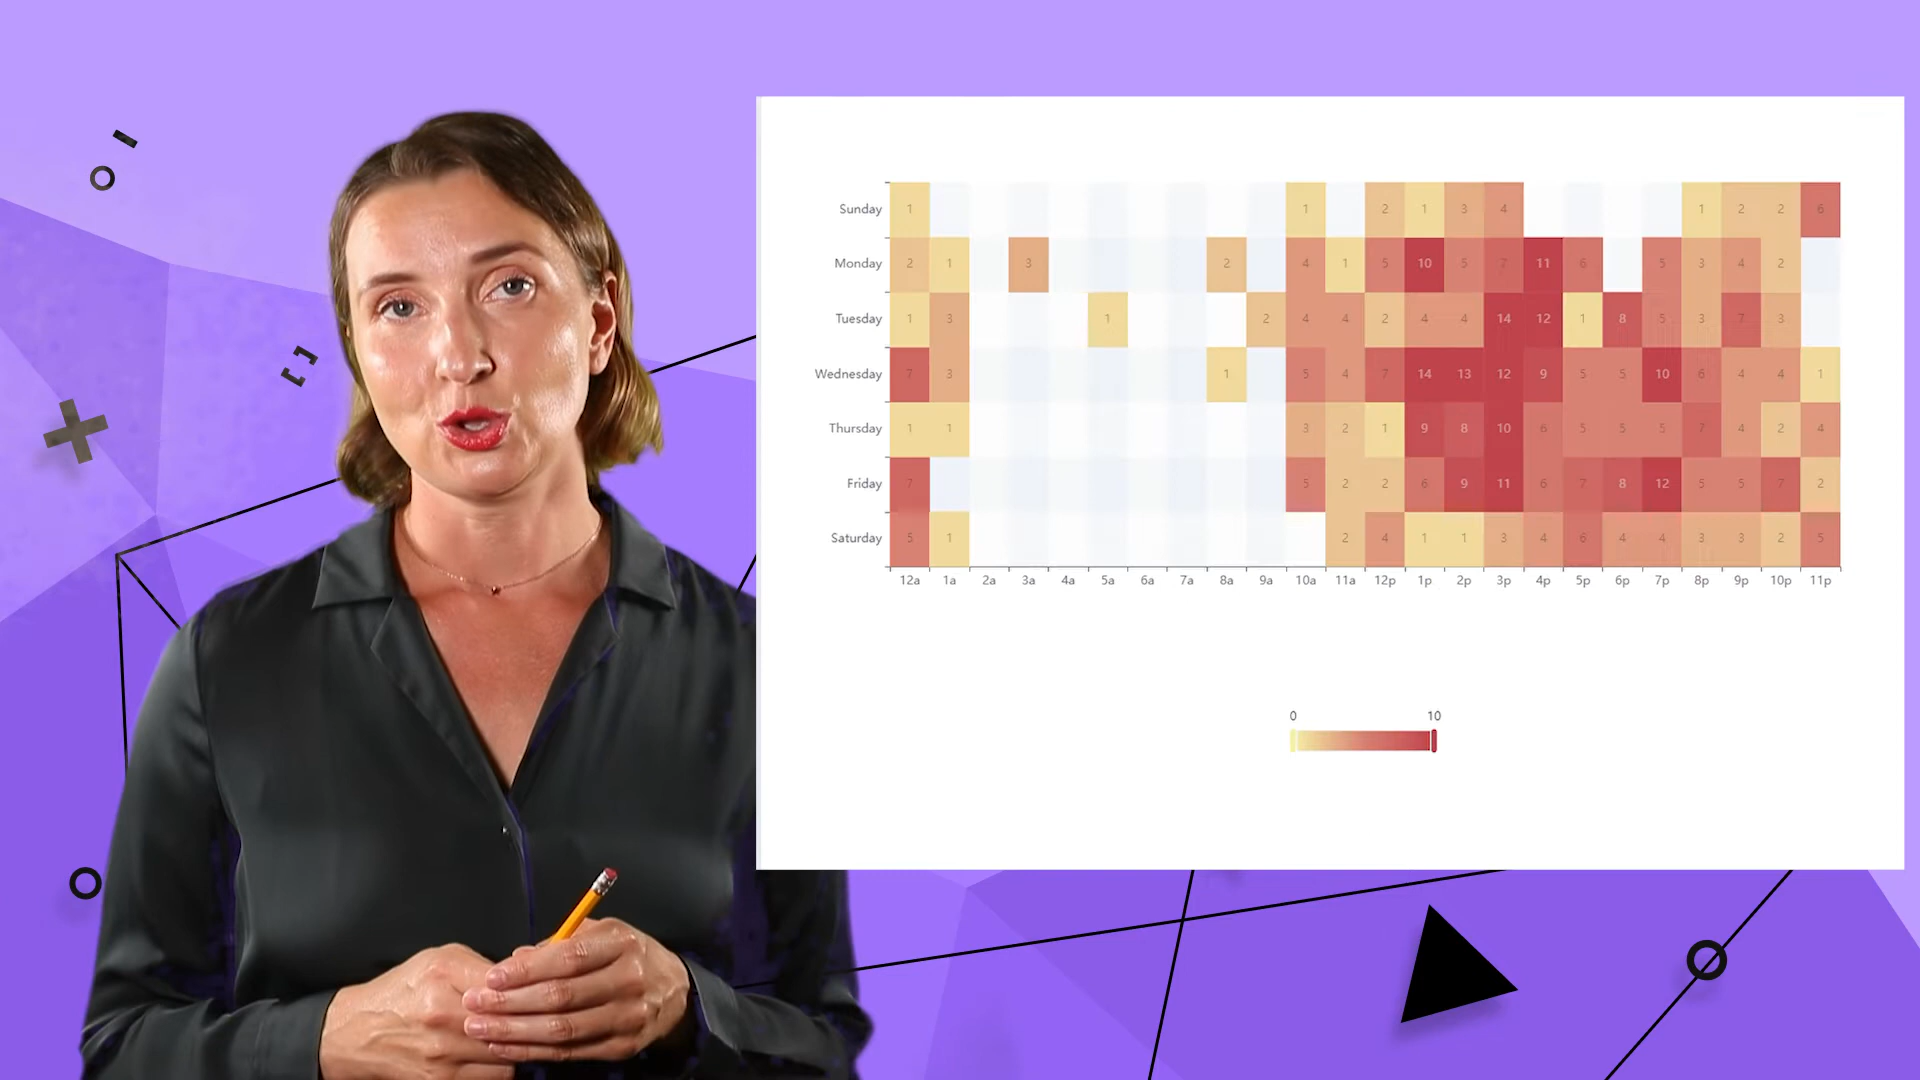 Sunday 1 1 2 1 3 4 1 2 2 6
Monday 2 1 3 2 4 1 5 10 5 7 11 6 5 3 4 2
Tuesday 1 3 1 2 4 4 2 4 4 14 12 1 8 5 3 7 3
Wednesday 7 3 1 5 4 7 14 13 12 9 5 5 10 6 4 4 1
Thursday 1 1 3 2 1 9 8 10 6 5 5 5 7 4 2 4
Friday 7 5 2 2 6 9 11 6 7 8 12 5 5 7 2
Saturday 5 1 2 4 1 1 3 4 6 4 4 3 3 2 5
12a 1a 2a 3a 4a 5a 6a 7a 8a 9a 10a 11a 12p 1p 2p 3p 4p 5p 6p 7p 8p 9p 10p 11p
0 10